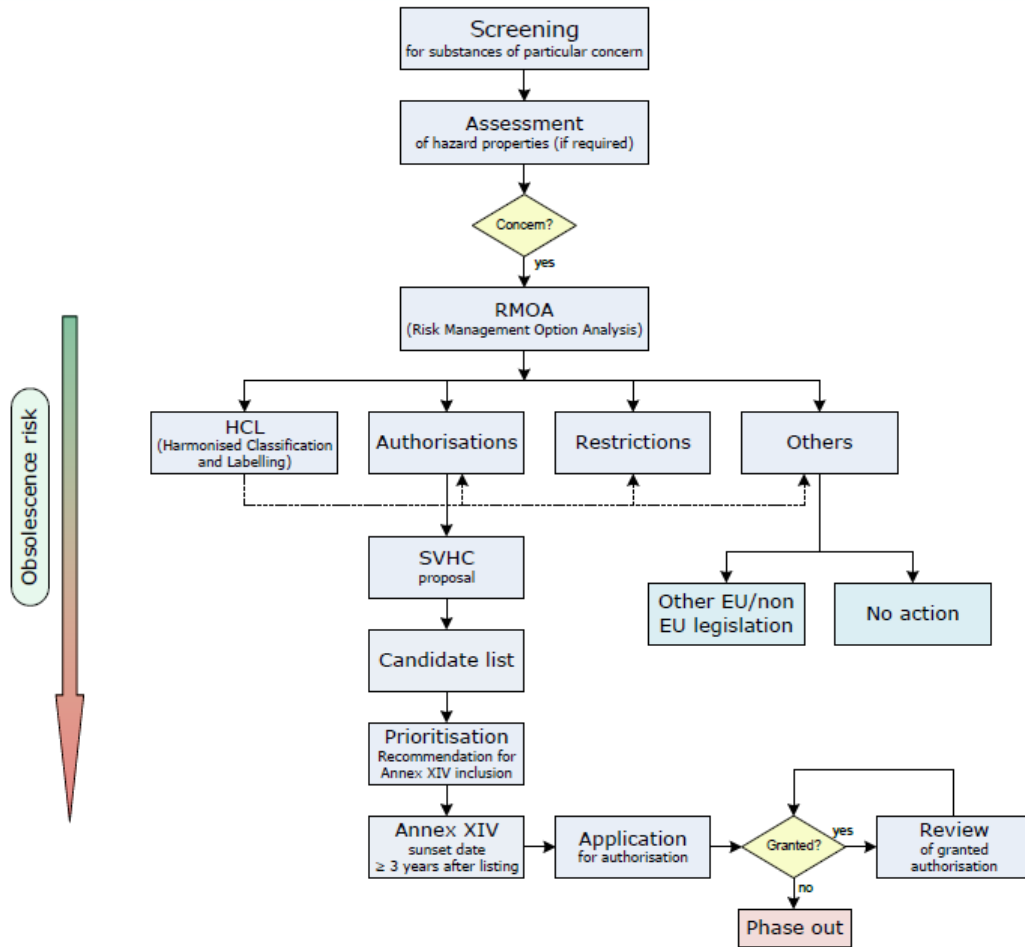 Screening
for substances of particular concern
Assessment
of hazard properties (if required)
Concern?
yes
RMOA
(Risk Management Option Analysis)
Obsolescence risk
HCL
(Harmonised Classification
and Labelling)
Authorisations
Restrictions
Others
SVHC
proposal
Other EU/non
EU legislation
No action
Candidate list
Prioritisation
Recommendation for
Annex XIV inclusion
Annex XIV
sunset date
≥ 3 years after listing
Application
for authorisation
Granted?
yes
Review
of granted
authorisation
no
Phase out